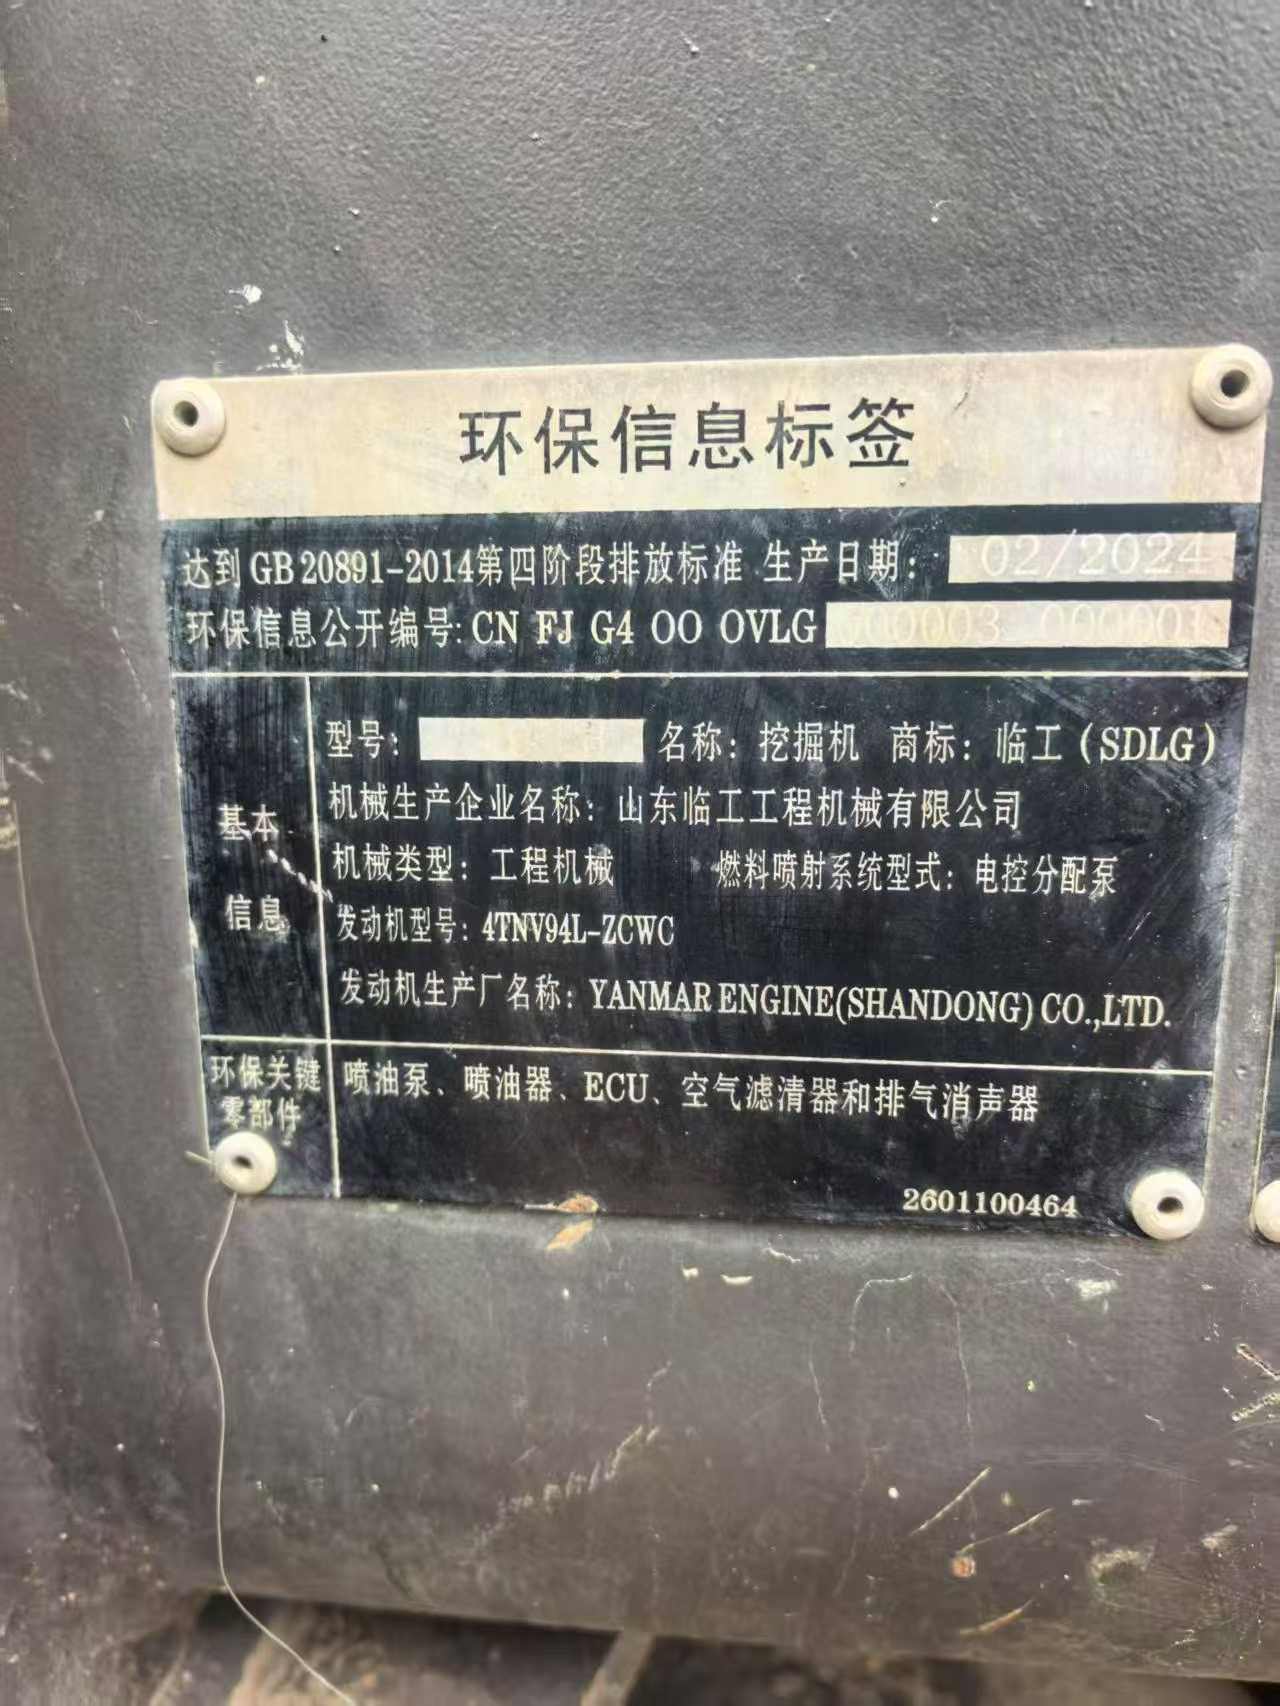 环保信息标签
达到GB 20891-2014第四阶段排放标准 生产日期: 02/2024
环保信息公开编号: CN FJ G4 OO OVLG 000003 000001
基本信息
型号: 名称: 挖掘机 商标: 临工(SDLG)
机械生产企业名称: 山东临工工程机械有限公司
机械类型: 工程机械 燃料喷射系统型式: 电控分配泵
发动机型号: 4TNV94L-ZCWC
发动机生产厂名称: YANMAR ENGINE(SHANDONG) CO.,LTD.
环保关键零部件
喷油泵、喷油器、ECU、空气滤清器和排气消声器
2601100464